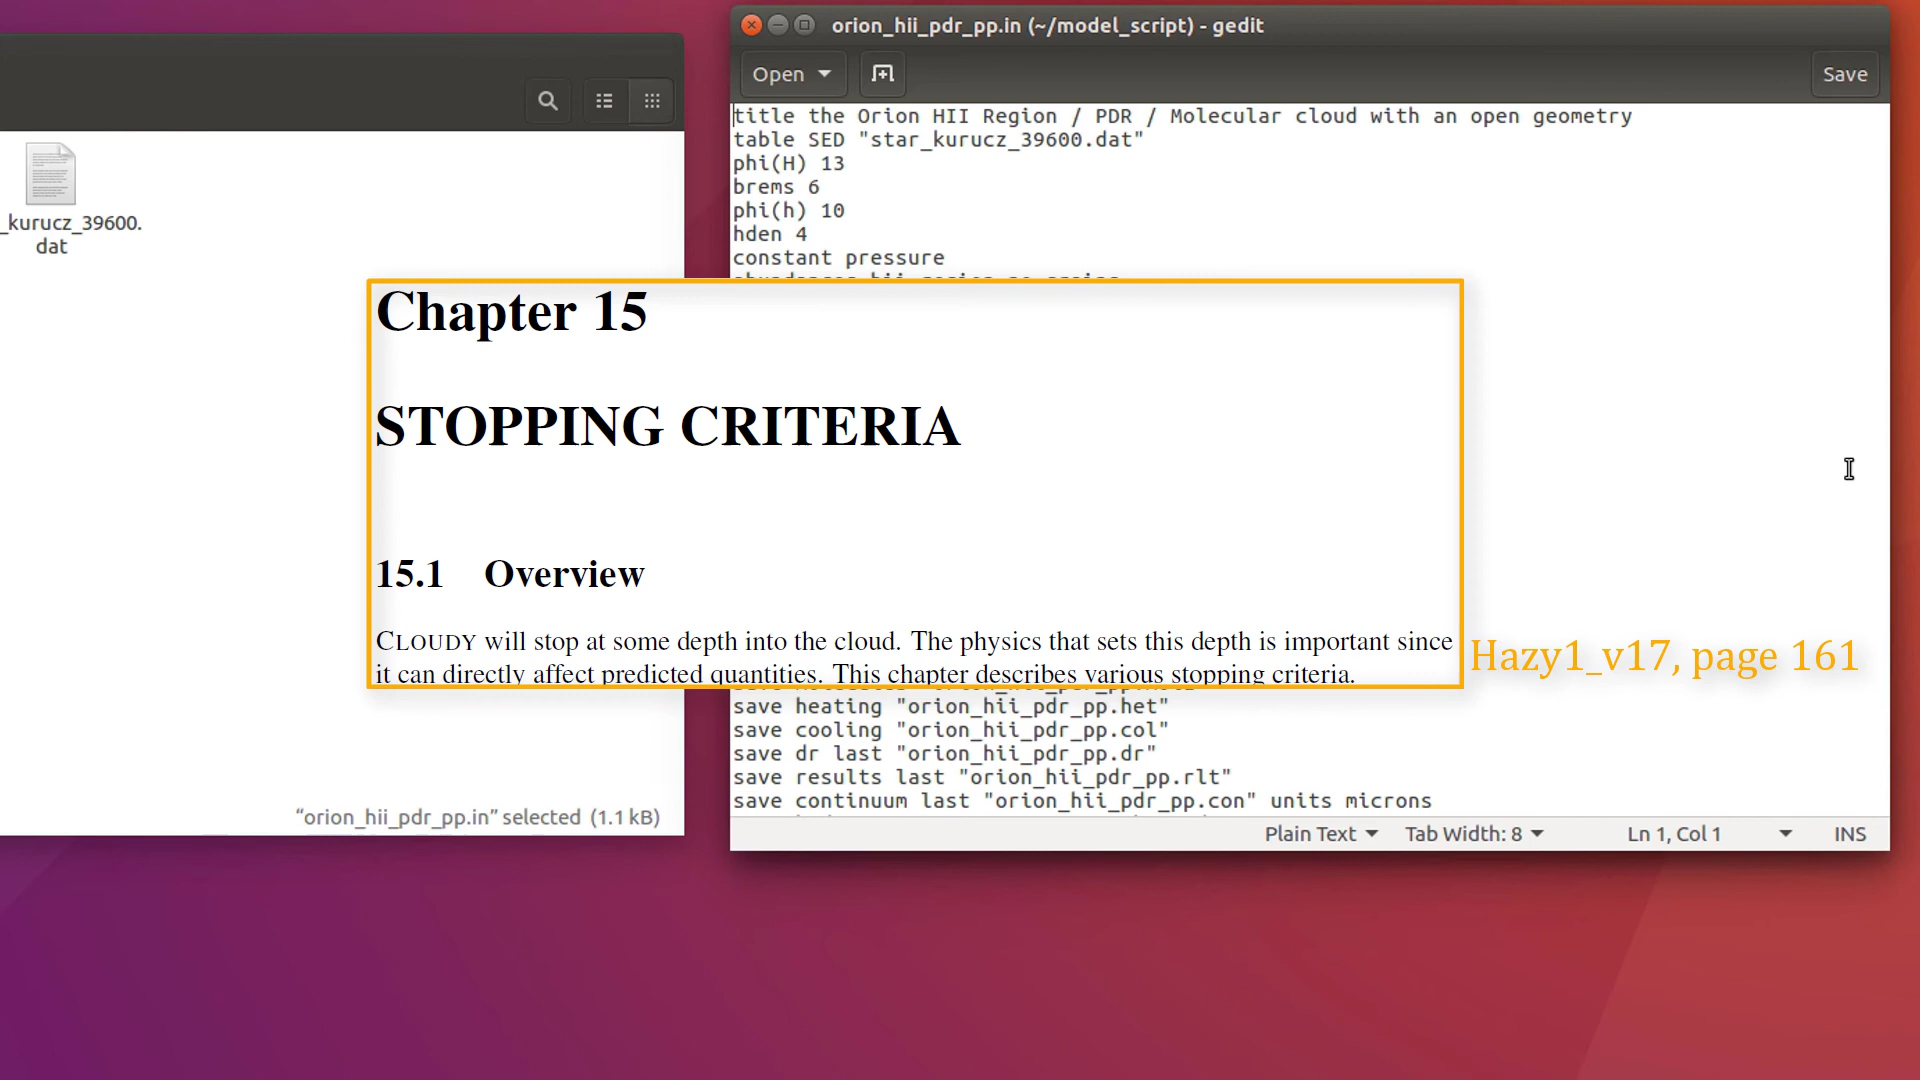 orion_hii_pdr_pp.in (~/model_script) - gedit
Open
Save
_kurucz_39600.
dat
"orion_hii_pdr_pp.in" selected (1.1 kB)
title the Orion HII Region / PDR / Molecular cloud with an open geometry
table SED "star_kurucz_39600.dat"
phi(H) 13
brems 6
phi(h) 10
hden 4
constant pressure
Chapter 15
STOPPING CRITERIA
15.1 Overview
CLOUDY will stop at some depth into the cloud. The physics that sets this depth is important since
it can directly affect predicted quantities. This chapter describes various stopping criteria.
Hazy1_v17, page 161
save heating "orion_hii_pdr_pp.het"
save cooling "orion_hii_pdr_pp.col"
save dr last "orion_hii_pdr_pp.dr"
save results last "orion_hii_pdr_pp.rlt"
save continuum last "orion_hii_pdr_pp.con" units microns
Plain Text
Tab Width: 8
Ln 1, Col 1
INS